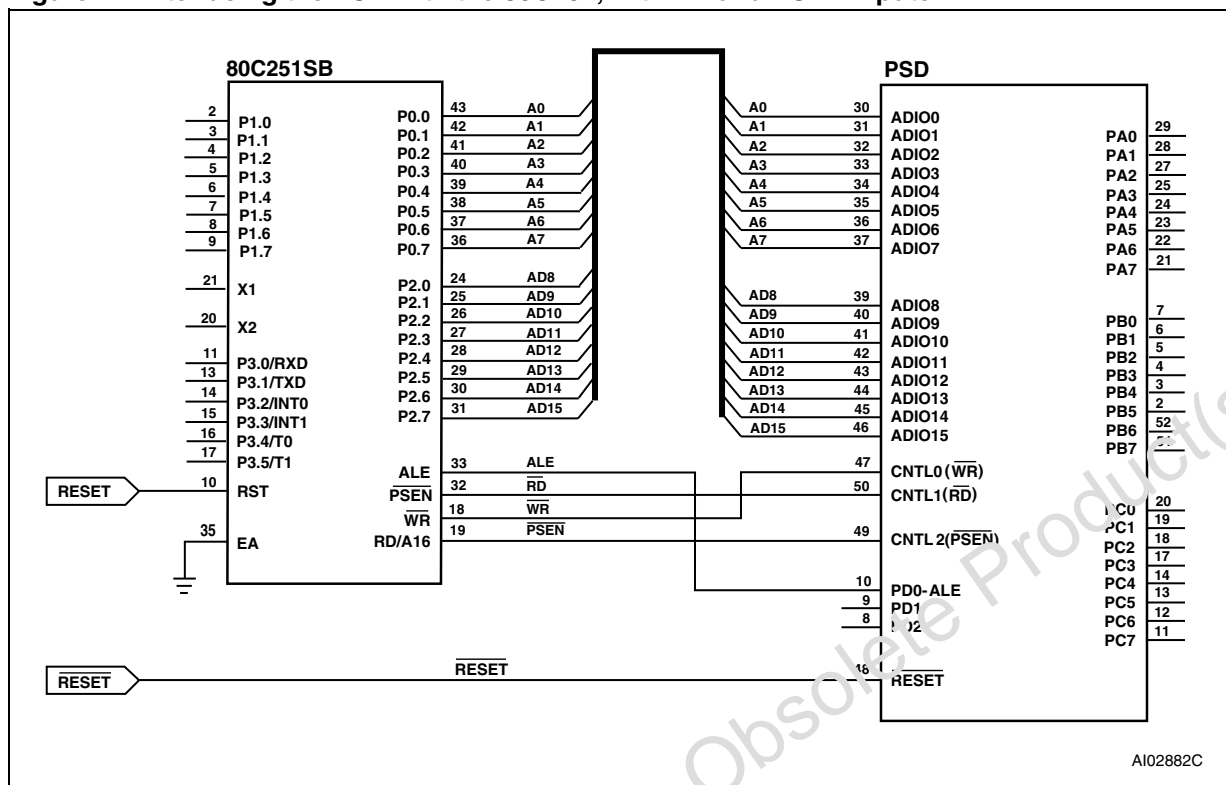 80C251SB
PSD
2 P1.0
3 P1.1
4 P1.2
5 P1.3
6 P1.4
7 P1.5
8 P1.6
9 P1.7
21 X1
20 X2
11 P3.0/RXD
13 P3.1/TXD
14 P3.2/INT0
15 P3.3/INT1
16 P3.4/T0
17 P3.5/T1
RESET
10 RST
35 EA
P0.0 43 A0
P0.1 42 A1
P0.2 41 A2
P0.3 40 A3
P0.4 39 A4
P0.5 38 A5
P0.6 37 A6
P0.7 36 A7
P2.0 24 AD8
P2.1 25 AD9
P2.2 26 AD10
P2.3 27 AD11
P2.4 28 AD12
P2.5 29 AD13
P2.6 30 AD14
P2.7 31 AD15
ALE 33 ALE
PSEN 32 RD
WR 18 WR
RD/A16 19 PSEN
A0 30 ADIO0
A1 31 ADIO1
A2 32 ADIO2
A3 33 ADIO3
A4 34 ADIO4
A5 35 ADIO5
A6 36 ADIO6
A7 37 ADIO7
AD8 39 ADIO8
AD9 40 ADIO9
AD10 41 ADIO10
AD11 42 ADIO11
AD12 43 ADIO12
AD13 44 ADIO13
AD14 45 ADIO14
AD15 46 ADIO15
47 CNTL0(WR)
50 CNTL1(RD)
49 CNTL 2(PSEN)
10 PD0-ALE
9 PD1
8
RESET
RESET
48 RESET
PA0 29
PA1 28
PA2 27
PA3 25
PA4 24
PA5 23
PA6 22
PA7 21
PB0 7
PB1 6
PB2 5
PB3 4
PB4 3
PB5 2
PB6 52
PB7
PC0 20
PC1 19
PC2 18
PC3 17
PC4 14
PC5 13
PC6 12
PC7 11
Obsolete Product(s
AI02882C